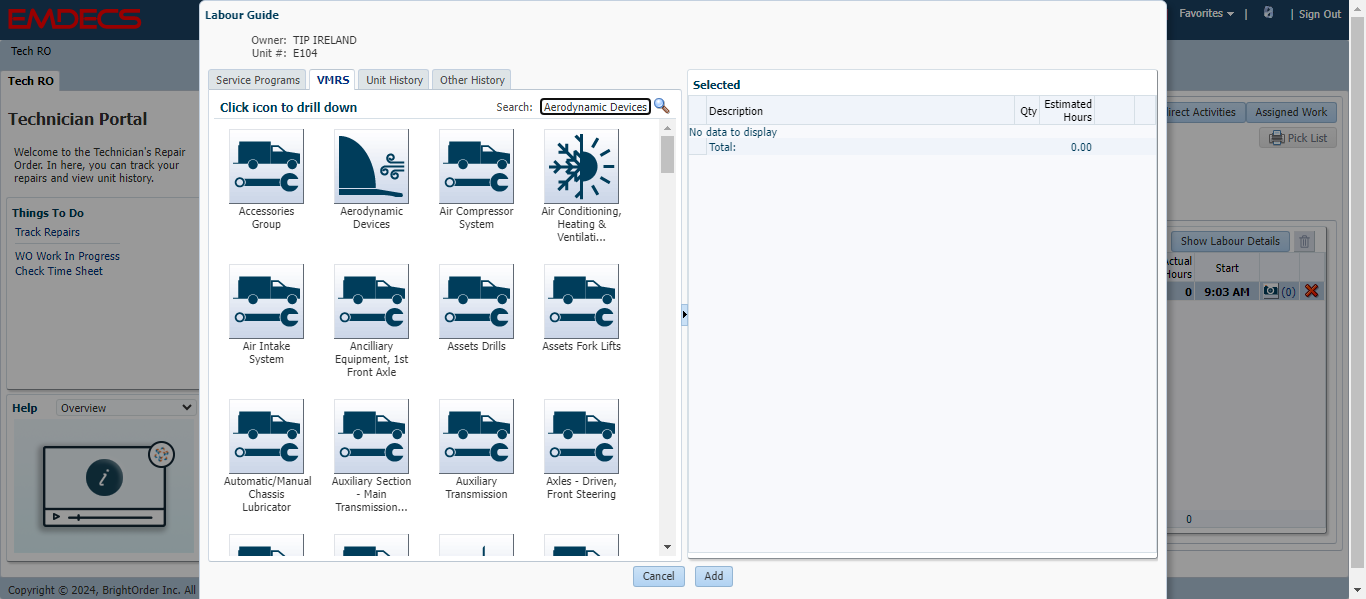 EMDECS
Favorites
|
| Sign Out
Tech RO
Tech RO
Technician Portal
Welcome to the Technician's Repair
Order. In here, you can track your
repairs and view unit history.
Things To Do
Track Repairs
WO Work In Progress
Check Time Sheet
Help
Overview
Copyright © 2024, BrightOrder Inc. All
Labour Guide
Owner: TIP IRELAND
Unit #: E104
Service Programs
VMRS
Unit History
Other History
Click icon to drill down
Search: Aerodynamic Devices
Accessories
Group
Aerodynamic
Devices
Air Compressor
System
Air Conditioning,
Heating &
Ventilati...
Air Intake
System
Ancilliary
Equipment, 1st
Front Axle
Assets Drills
Assets Fork Lifts
Automatic/Manual
Chassis
Lubricator
Auxiliary Section
- Main
Transmission...
Auxiliary
Transmission
Axles - Driven,
Front Steering
Selected
Description
Qty
Estimated
Hours
No data to display
Total: 0.00
Cancel
Add
irect Activities
Assigned Work
Pick List
Show Labour Details
ctual
Hours
Start
0 9:03 AM (0)
0